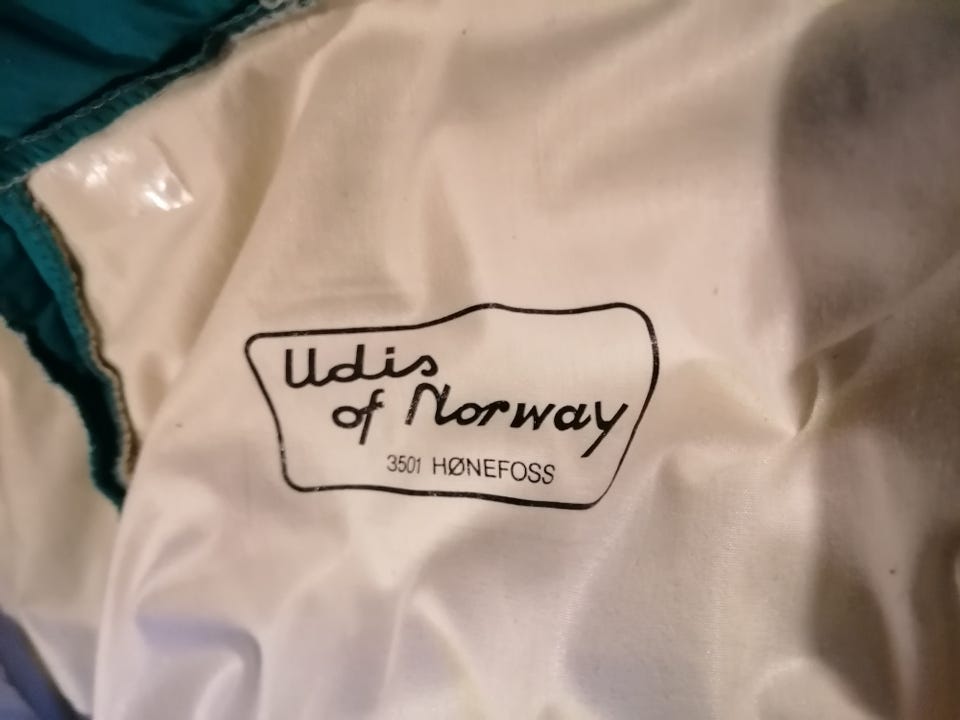 Udis
of Norway
3501 HØNEFOSS